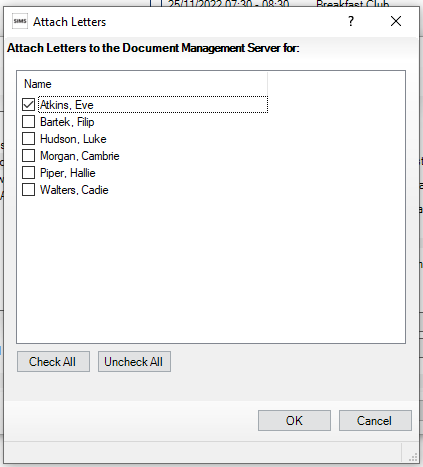 25/11/2022 07:30 - 08:30 Breakfast Club
SIMS Attach Letters ?
Attach Letters to the Document Management Server for:
Name
Atkins, Eve
Bartek, Filip
Hudson, Luke
Morgan, Cambrie
Piper, Hallie
Walters, Cadie
Check All Uncheck All
OK Cancel